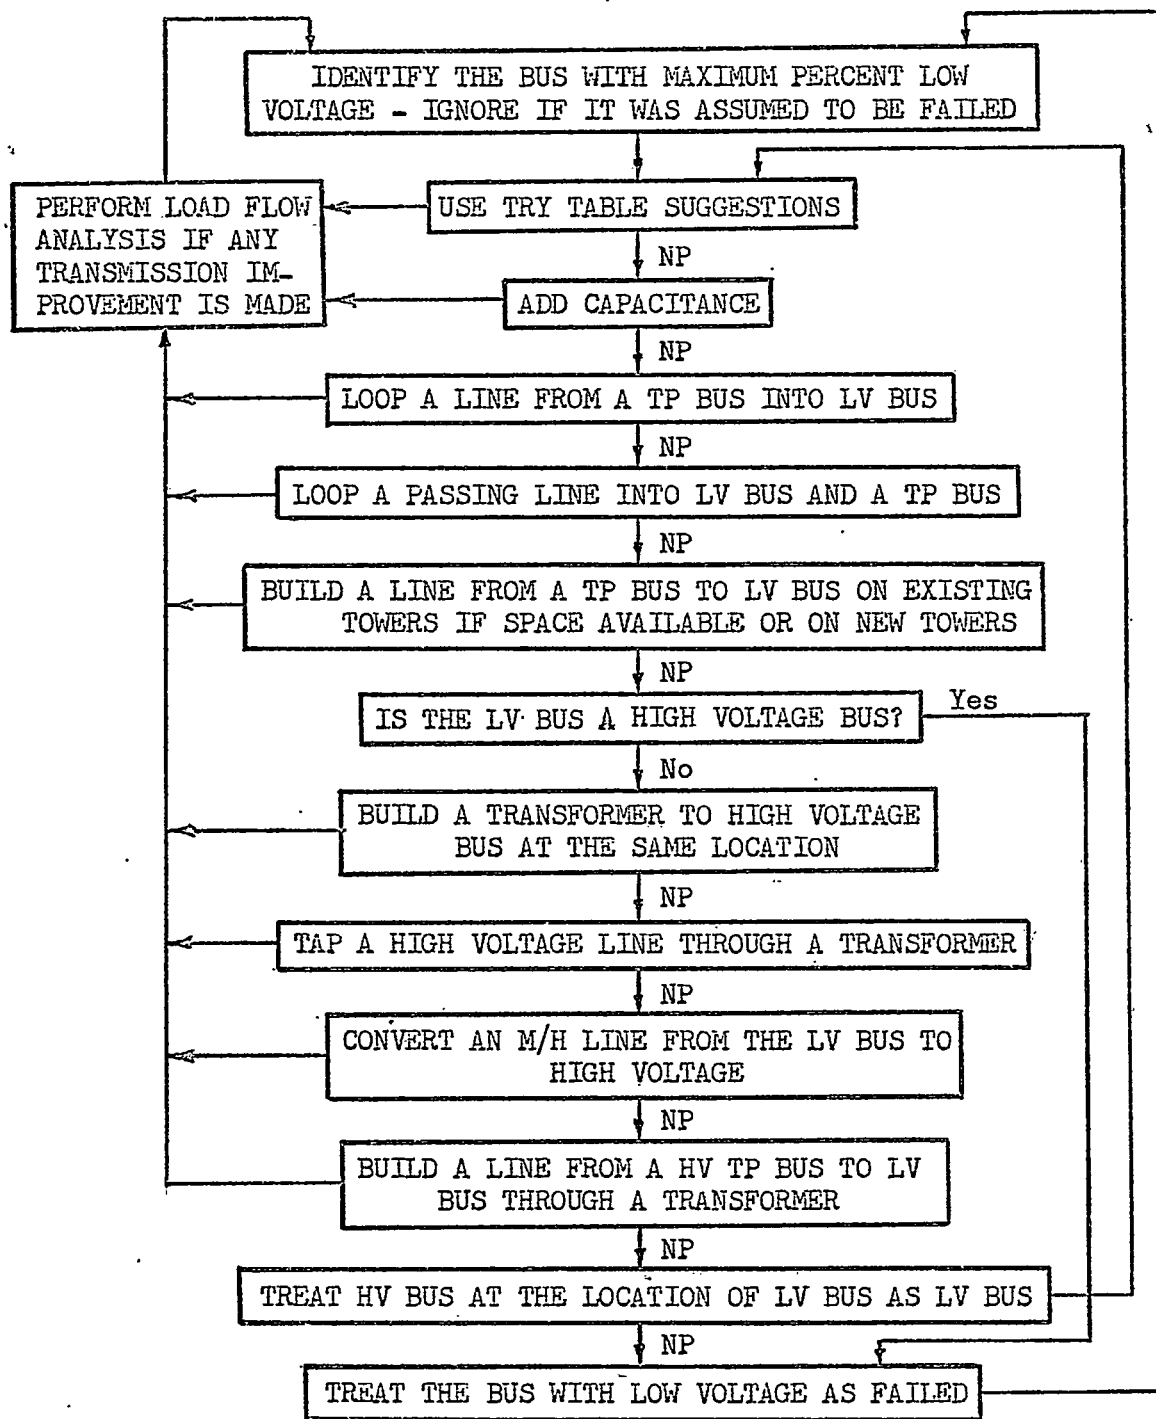 IDENTIFY THE BUS WITH MAXIMUM PERCENT LOW
VOLTAGE - IGNORE IF IT WAS ASSUMED TO BE FAILED
PERFORM LOAD FLOW
ANALYSIS IF ANY
TRANSMISSION IM-
PROVEMENT IS MADE
USE TRY TABLE SUGGESTIONS
NP
ADD CAPACITANCE
NP
LOOP A LINE FROM A TP BUS INTO LV BUS
NP
LOOP A PASSING LINE INTO LV BUS AND A TP BUS
NP
BUILD A LINE FROM A TP BUS TO LV BUS ON EXISTING
TOWERS IF SPACE AVAILABLE OR ON NEW TOWERS
NP
IS THE LV BUS A HIGH VOLTAGE BUS?
Yes
No
BUILD A TRANSFORMER TO HIGH VOLTAGE
BUS AT THE SAME LOCATION
NP
TAP A HIGH VOLTAGE LINE THROUGH A TRANSFORMER
NP
CONVERT AN M/H LINE FROM THE LV BUS TO
HIGH VOLTAGE
NP
BUILD A LINE FROM A HV TP BUS TO LV
BUS THROUGH A TRANSFORMER
NP
TREAT HV BUS AT THE LOCATION OF LV BUS AS LV BUS
NP
TREAT THE BUS WITH LOW VOLTAGE AS FAILED